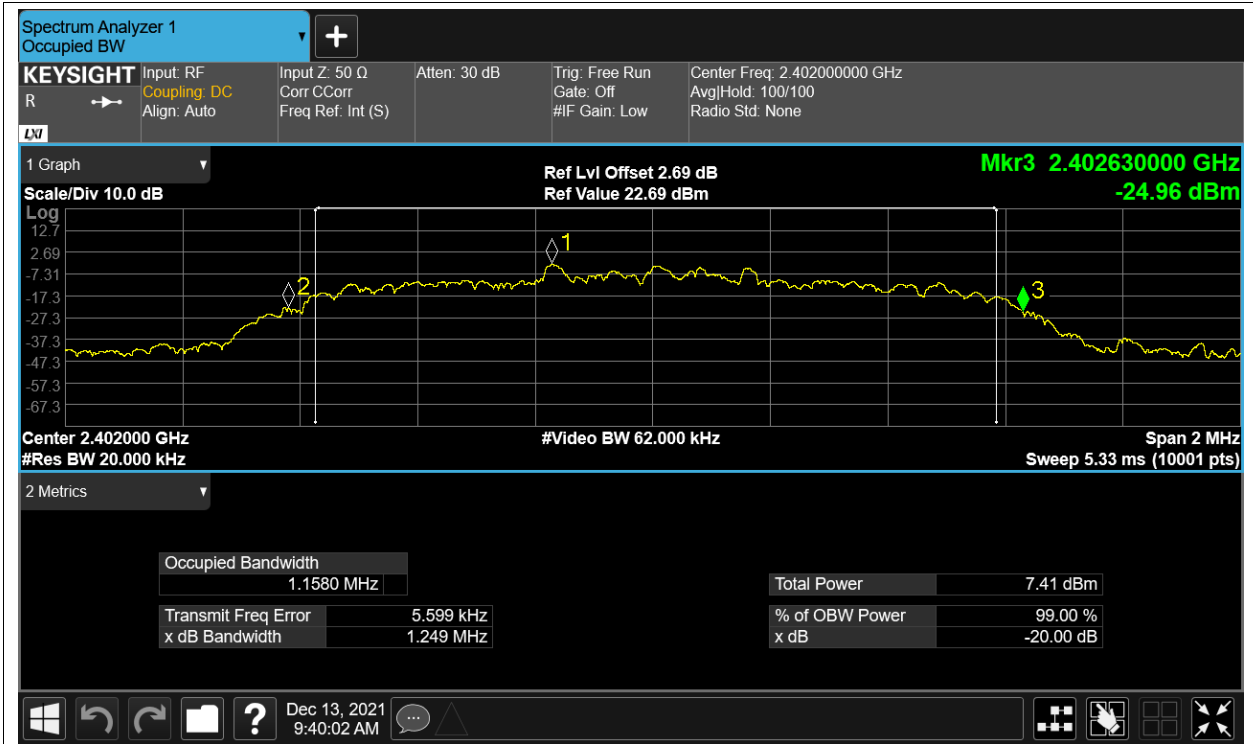 Spectrum Analyzer 1
Occupied BW
KEYSIGHT
R
LXI
Input: RF
Coupling: DC
Align: Auto
Input Z: 50 Ω
Corr CCorr
Freq Ref: Int (S)
Atten: 30 dB
Trig: Free Run
Gate: Off
#IF Gain: Low
Center Freq: 2.402000000 GHz
Avg|Hold: 100/100
Radio Std: None
1 Graph
Scale/Div 10.0 dB
Ref Lvl Offset 2.69 dB
Ref Value 22.69 dBm
Mkr3 2.402630000 GHz
-24.96 dBm
Log
12.7
2.69
-7.31
-17.3
-27.3
-37.3
-47.3
-57.3
-67.3
1
2
3
Center 2.402000 GHz
#Res BW 20.000 kHz
#Video BW 62.000 kHz
Span 2 MHz
Sweep 5.33 ms (10001 pts)
2 Metrics
Occupied Bandwidth
1.1580 MHz
Transmit Freq Error 5.599 kHz
x dB Bandwidth 1.249 MHz
Total Power 7.41 dBm
% of OBW Power 99.00 %
x dB -20.00 dB
?
Dec 13, 2021
9:40:02 AM